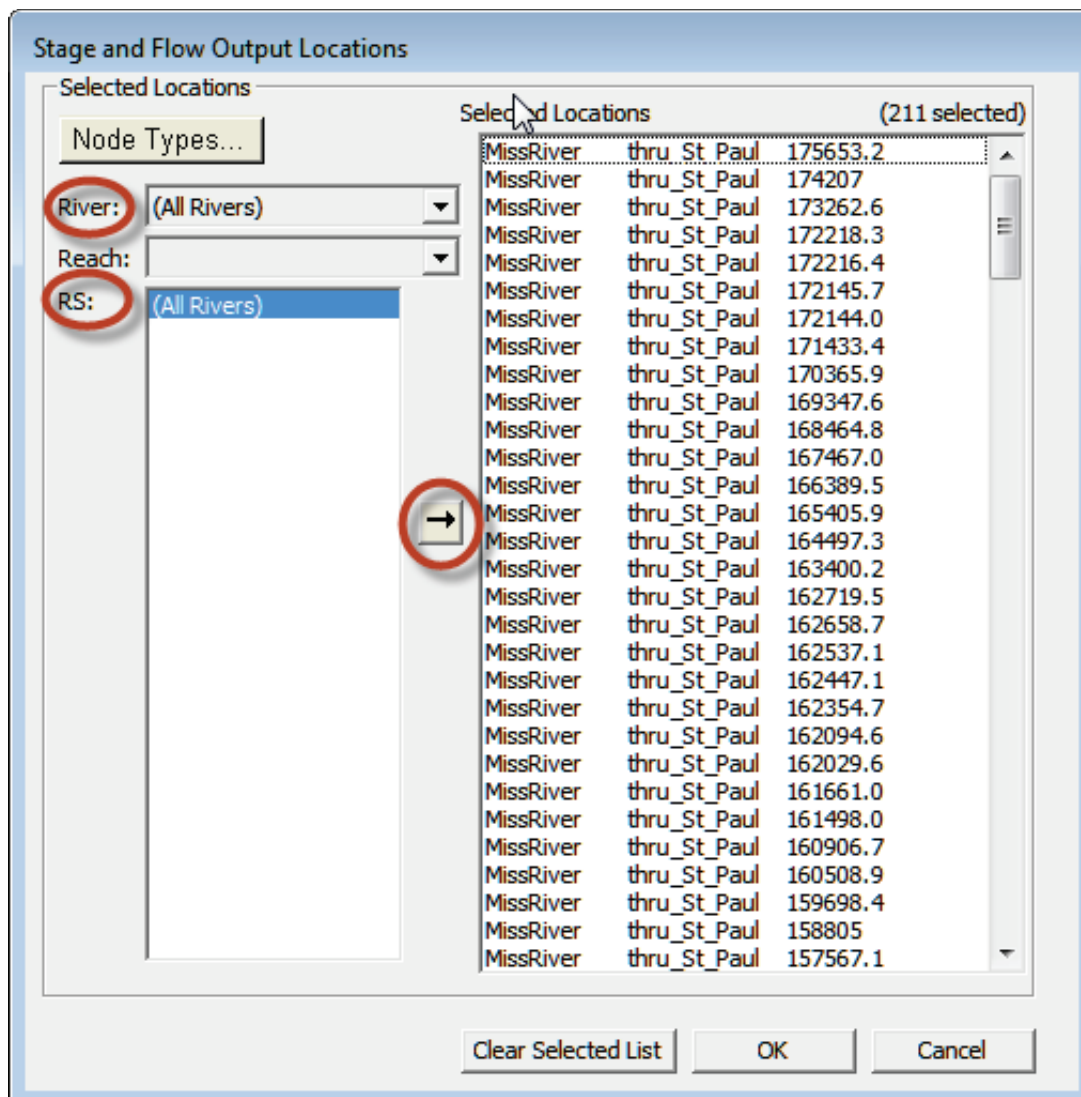 Stage and Flow Output Locations
Selected Locations
Node Types...
River: (All Rivers)
Reach:
RS: (All Rivers)
Selected Locations (211 selected)
MissRiver thru_St_Paul 175653.2
MissRiver thru_St_Paul 174207
MissRiver thru_St_Paul 173262.6
MissRiver thru_St_Paul 172218.3
MissRiver thru_St_Paul 172216.4
MissRiver thru_St_Paul 172145.7
MissRiver thru_St_Paul 172144.0
MissRiver thru_St_Paul 171433.4
MissRiver thru_St_Paul 170365.9
MissRiver thru_St_Paul 169347.6
MissRiver thru_St_Paul 168464.8
MissRiver thru_St_Paul 167467.0
MissRiver thru_St_Paul 166389.5
MissRiver thru_St_Paul 165405.9
MissRiver thru_St_Paul 164497.3
MissRiver thru_St_Paul 163400.2
MissRiver thru_St_Paul 162719.5
MissRiver thru_St_Paul 162658.7
MissRiver thru_St_Paul 162537.1
MissRiver thru_St_Paul 162447.1
MissRiver thru_St_Paul 162354.7
MissRiver thru_St_Paul 162094.6
MissRiver thru_St_Paul 162029.6
MissRiver thru_St_Paul 161661.0
MissRiver thru_St_Paul 161498.0
MissRiver thru_St_Paul 160906.7
MissRiver thru_St_Paul 160508.9
MissRiver thru_St_Paul 159698.4
MissRiver thru_St_Paul 158805
MissRiver thru_St_Paul 157567.1
Clear Selected List OK Cancel